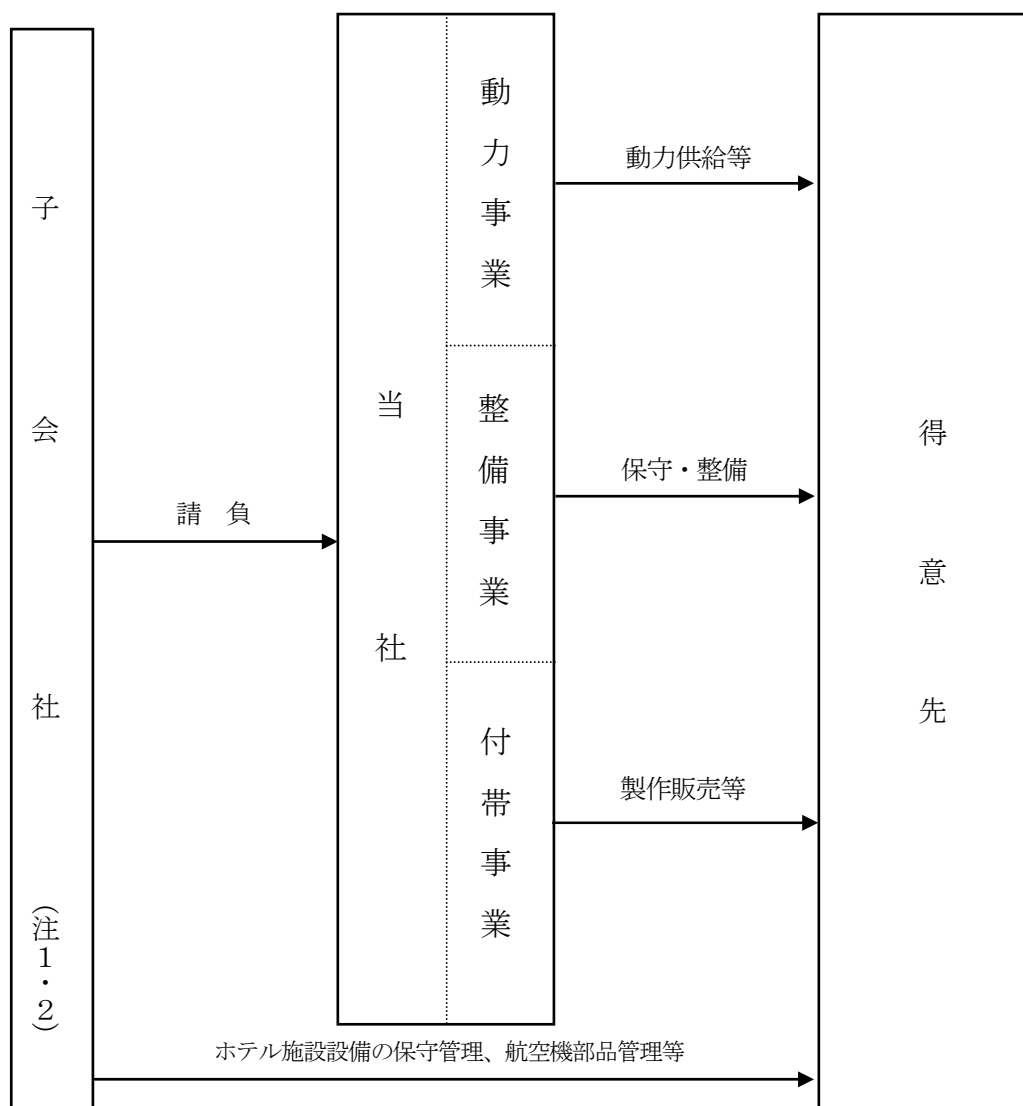 子会社(注1・2)
請　負
当社
動力事業
整備事業
付帯事業
動力供給等
保守・整備
製作販売等
得意先
ホテル施設設備の保守管理、航空機部品管理等